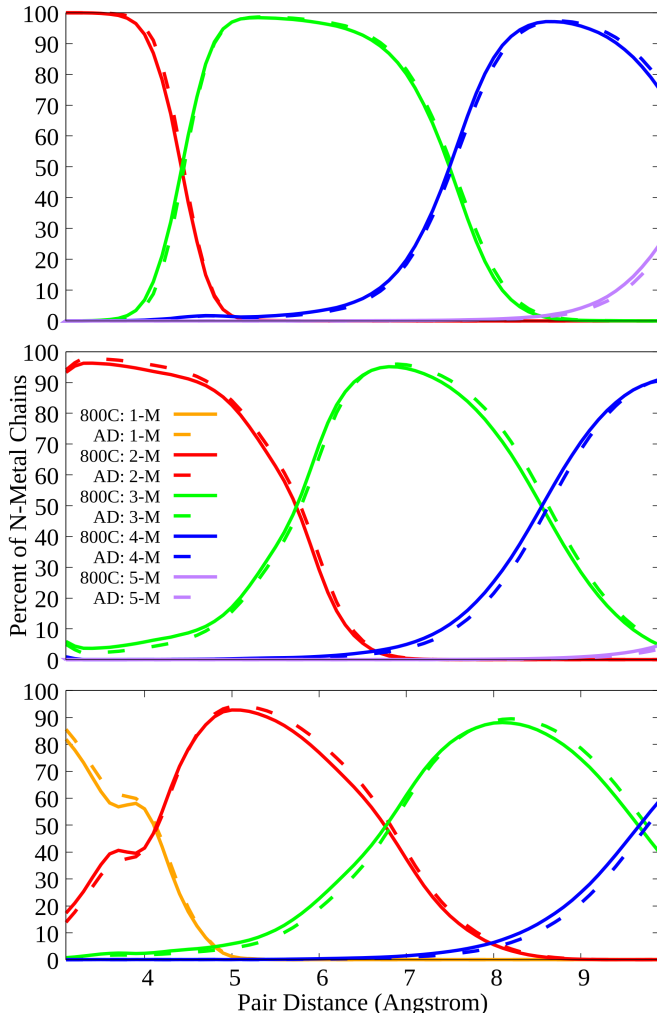 100
90
80
70
60
50
40
30
20
10
0
100
90
80
70
60
50
40
30
20
10
0
Percent of N-Metal Chains
800C: 1-M
AD: 1-M
800C: 2-M
AD: 2-M
800C: 3-M
AD: 3-M
800C: 4-M
AD: 4-M
800C: 5-M
AD: 5-M
100
90
80
70
60
50
40
30
20
10
0
4 5 6 7 8 9
Pair Distance (Angstrom)